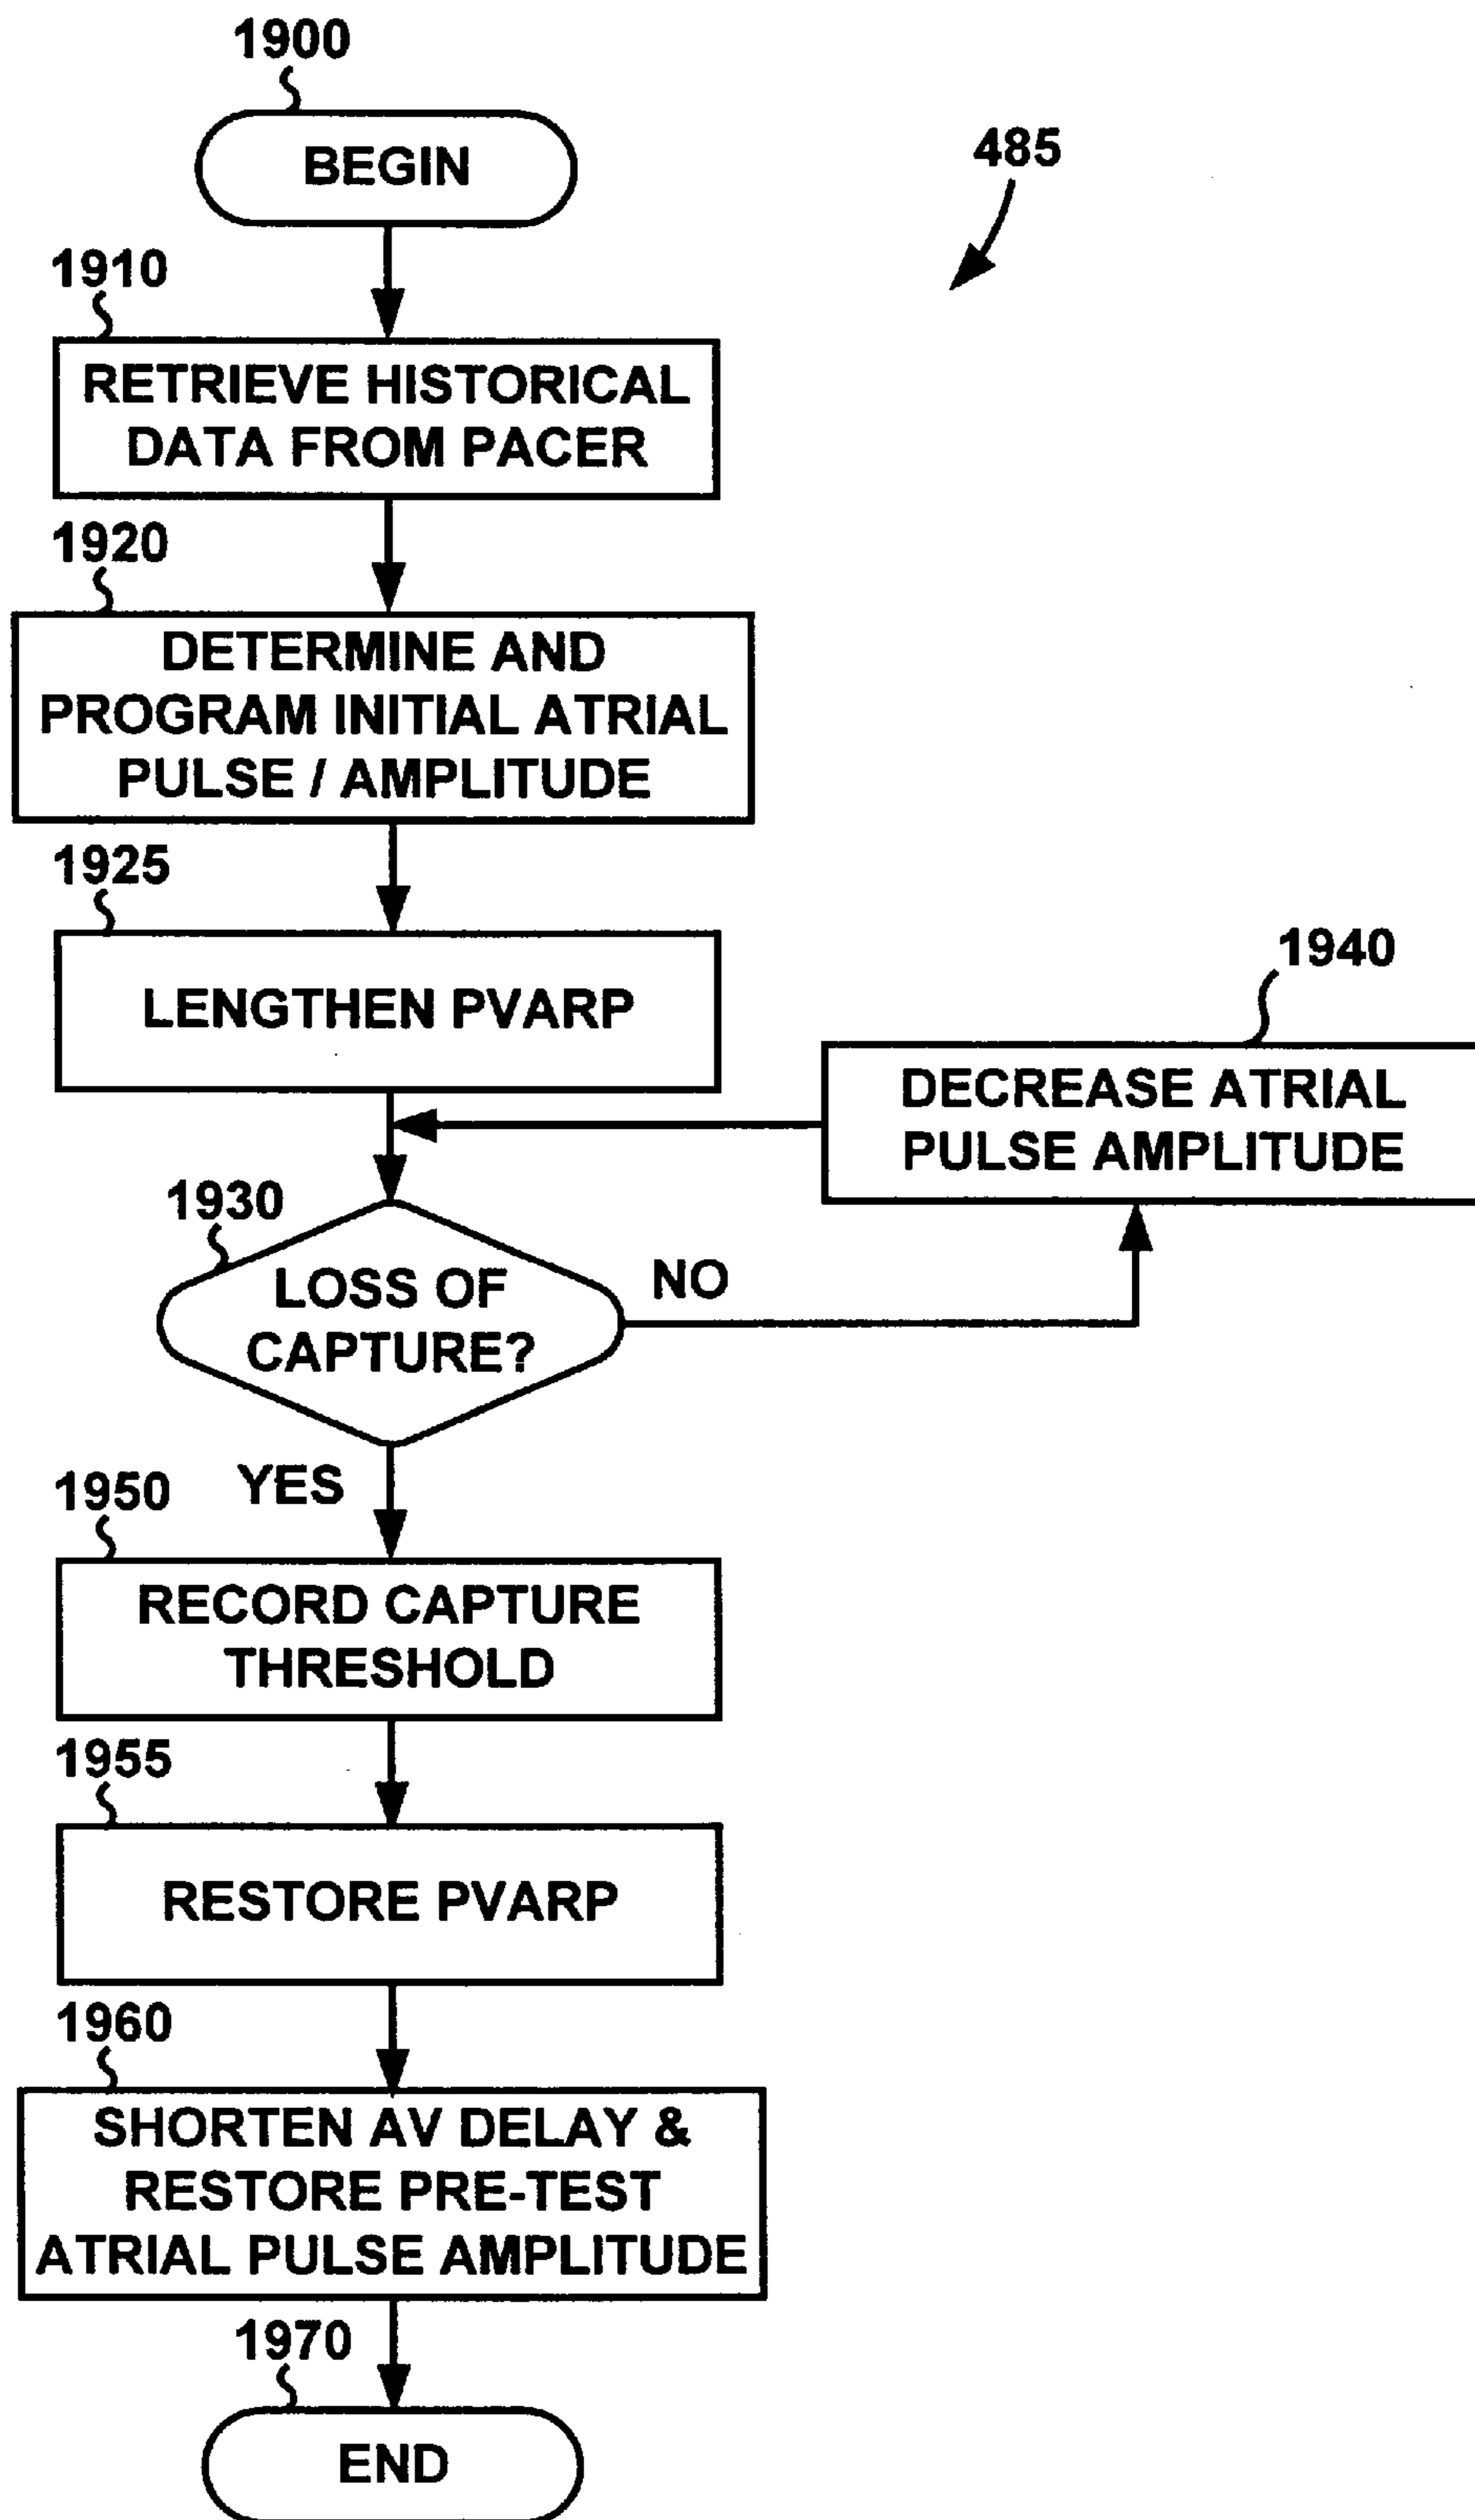 1900
BEGIN
485
1910
RETRIEVE HISTORICAL
DATA FROM PACER
1920
DETERMINE AND
PROGRAM INITIAL ATRIAL
PULSE / AMPLITUDE
1925
LENGTHEN PVARP
1940
DECREASE ATRIAL
PULSE AMPLITUDE
1930
LOSS OF
CAPTURE?
NO
YES
1950
RECORD CAPTURE
THRESHOLD
1955
RESTORE PVARP
1960
SHORTEN AV DELAY &
RESTORE PRE-TEST
ATRIAL PULSE AMPLITUDE
1970
END